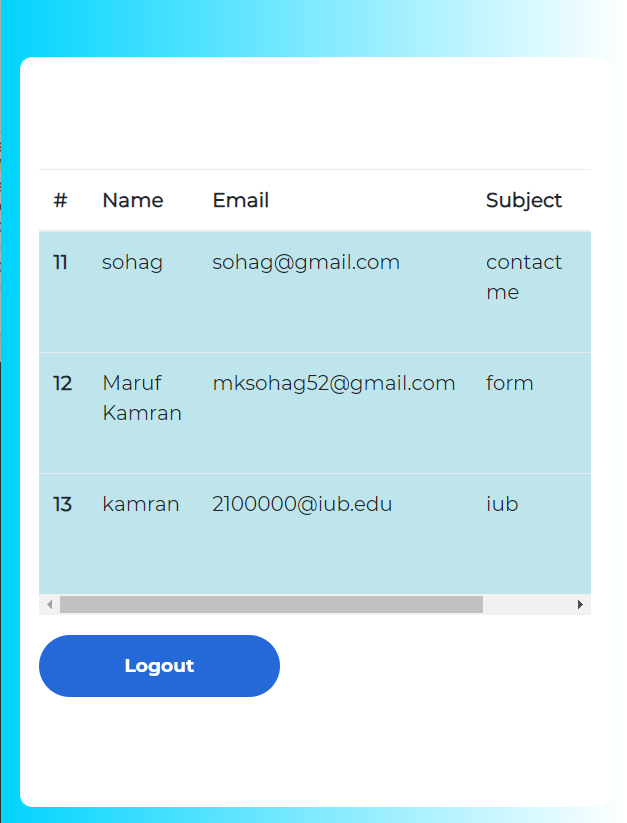 # Name Email Subject
11 sohag sohag@gmail.com contact
me
12 Maruf mksohag52@gmail.com form
Kamran
13 kamran 2100000@iub.edu iub
Logout